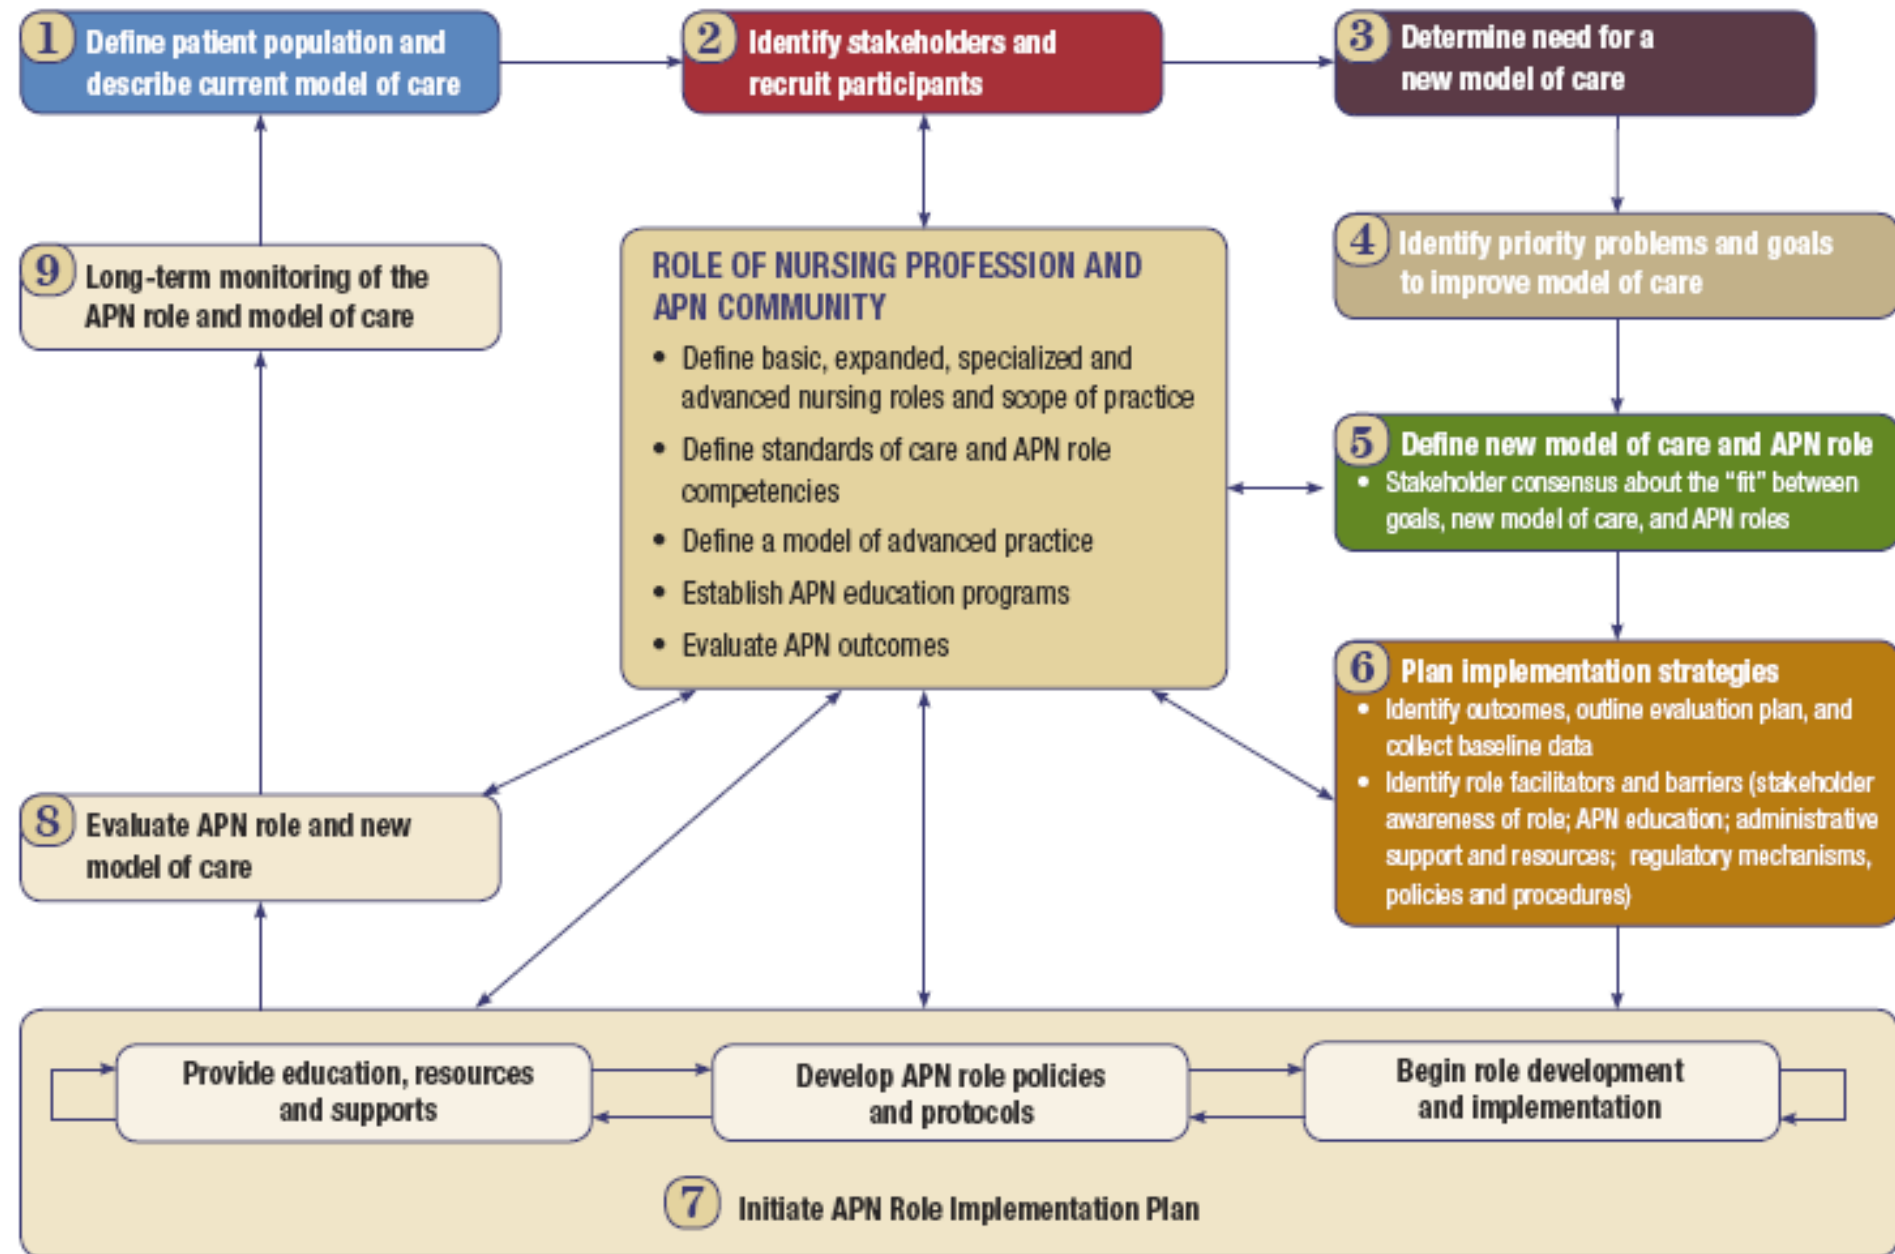 1 Define patient population and
describe current model of care
2 Identify stakeholders and
recruit participants
3 Determine need for a
new model of care
4 Identify priority problems and goals
to improve model of care
5 Define new model of care and APN role
• Stakeholder consensus about the “fit” between
goals, new model of care, and APN roles
6 Plan implementation strategies
• Identify outcomes, outline evaluation plan, and
collect baseline data
• Identify role facilitators and barriers (stakeholder
awareness of role; APN education; administrative
support and resources; regulatory mechanisms,
policies and procedures)
ROLE OF NURSING PROFESSION AND
APN COMMUNITY
• Define basic, expanded, specialized and
advanced nursing roles and scope of practice
• Define standards of care and APN role
competencies
• Define a model of advanced practice
• Establish APN education programs
• Evaluate APN outcomes
Provide education, resources
and supports
Develop APN role policies
and protocols
Begin role development
and implementation
7 Initiate APN Role Implementation Plan
8 Evaluate APN role and new
model of care
9 Long-term monitoring of the
APN role and model of care